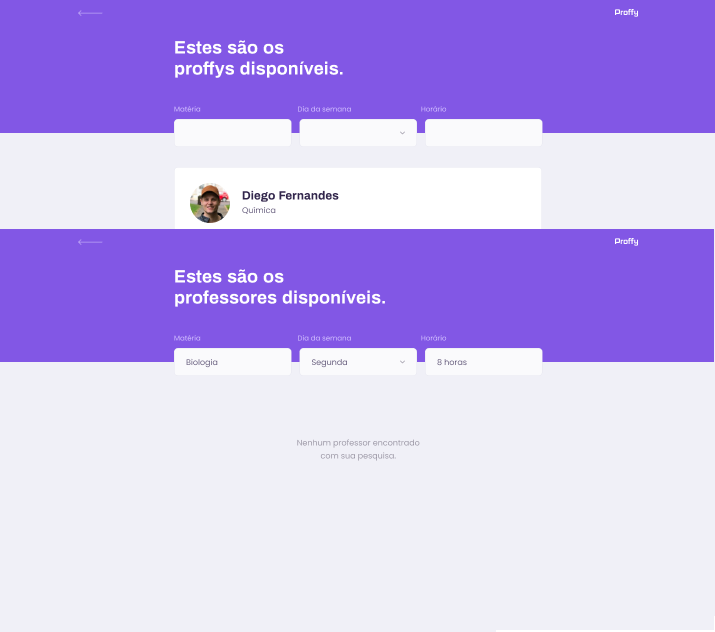 Proffy
Estes são os
proffys disponíveis.
Matéria
Dia da semana
Horário
Diego Fernandes
Química
Proffy
Estes são os
professores disponíveis.
Matéria
Dia da semana
Horário
Biologia
Segunda
8 horas
Nenhum professor encontrado
com sua pesquisa.